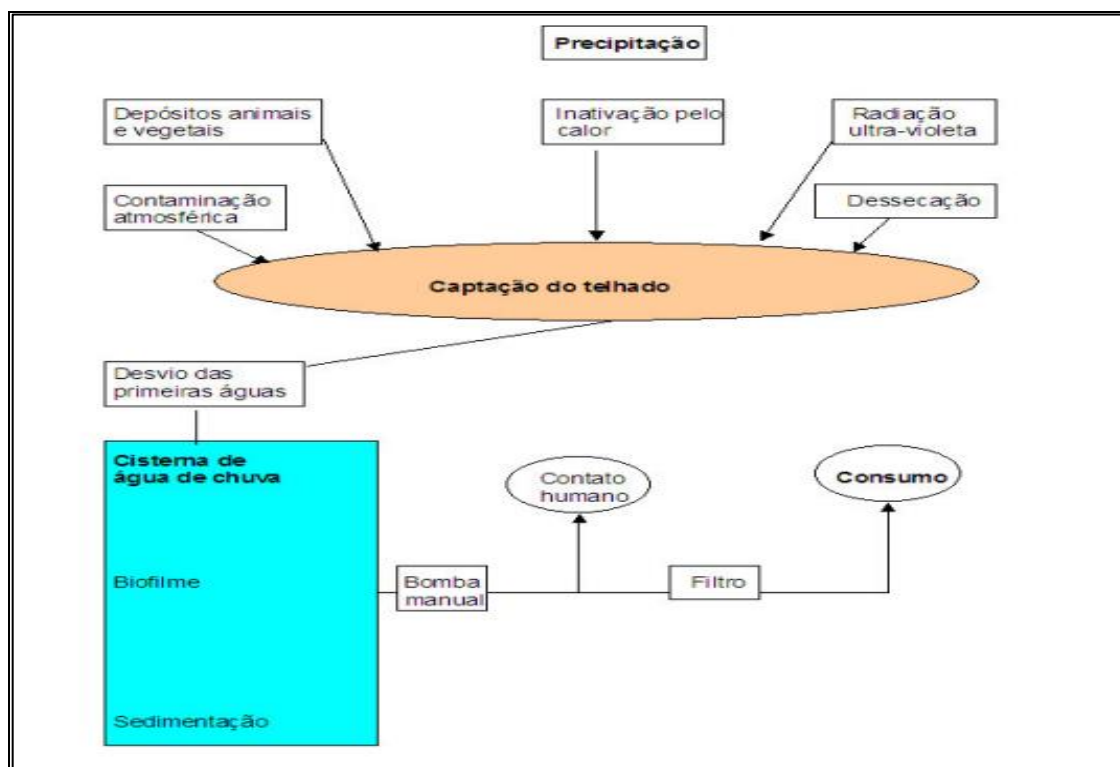 Precipitação
Depósitos animais
e vegetais
Inativação pelo
calor
Radiação
ultra-violeta
Contaminação
atmosférica
Dessecação
Captação do telhado
Desvio das
primeiras águas
Cisterna de
água de chuva
Contato
humano
Consumo
Biofilme
Bomba
manual
Filtro
Sedimentação